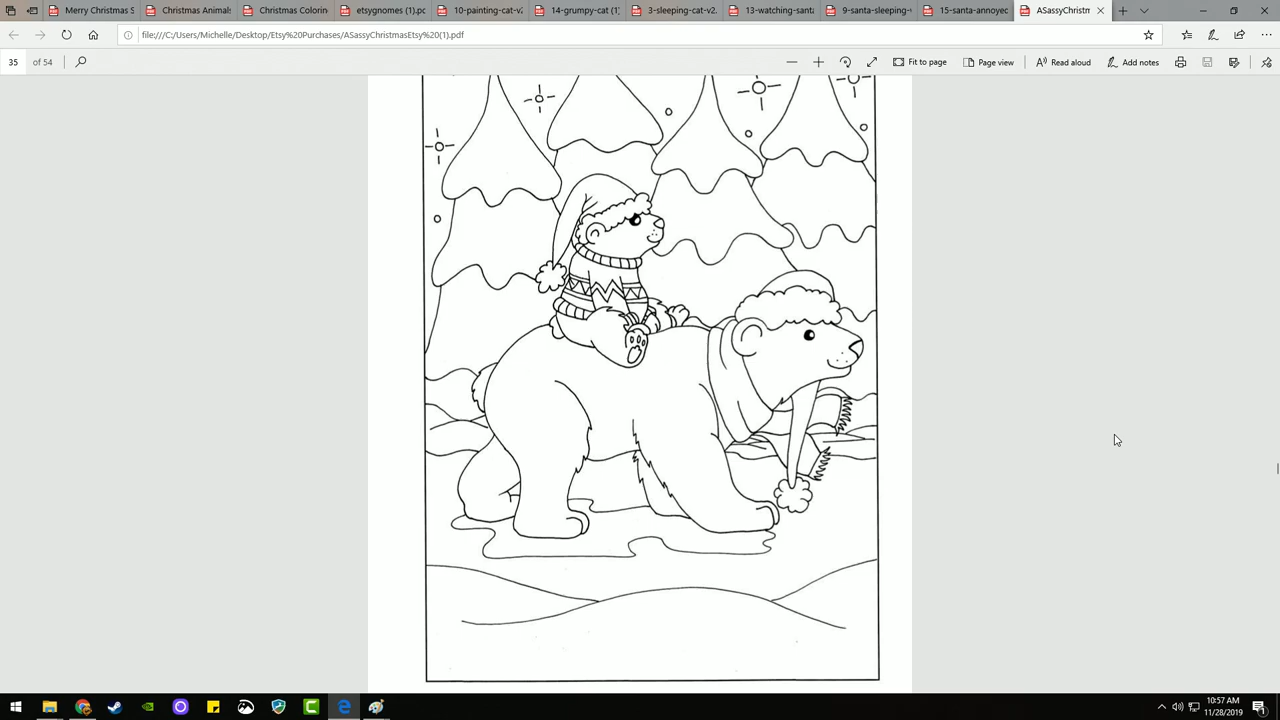 Merry Christmas S
Christmas Animals
Christmas Colorin
etsygnomes (1).pc
10-painting-cat-v2
14-grumpy-cat (1)
3-sleeping-cat-v2.
13-watching-santa
9-santa-sleeping-
15-santa-annoyed
ASassyChristm
file:///C:/Users/Michelle/Desktop/Etsy%20Purchases/ASassyChristmasEtsy%20(1).pdf
35 of 54
Fit to page
Page view
Read aloud
Add notes
10:57 AM
11/28/2019